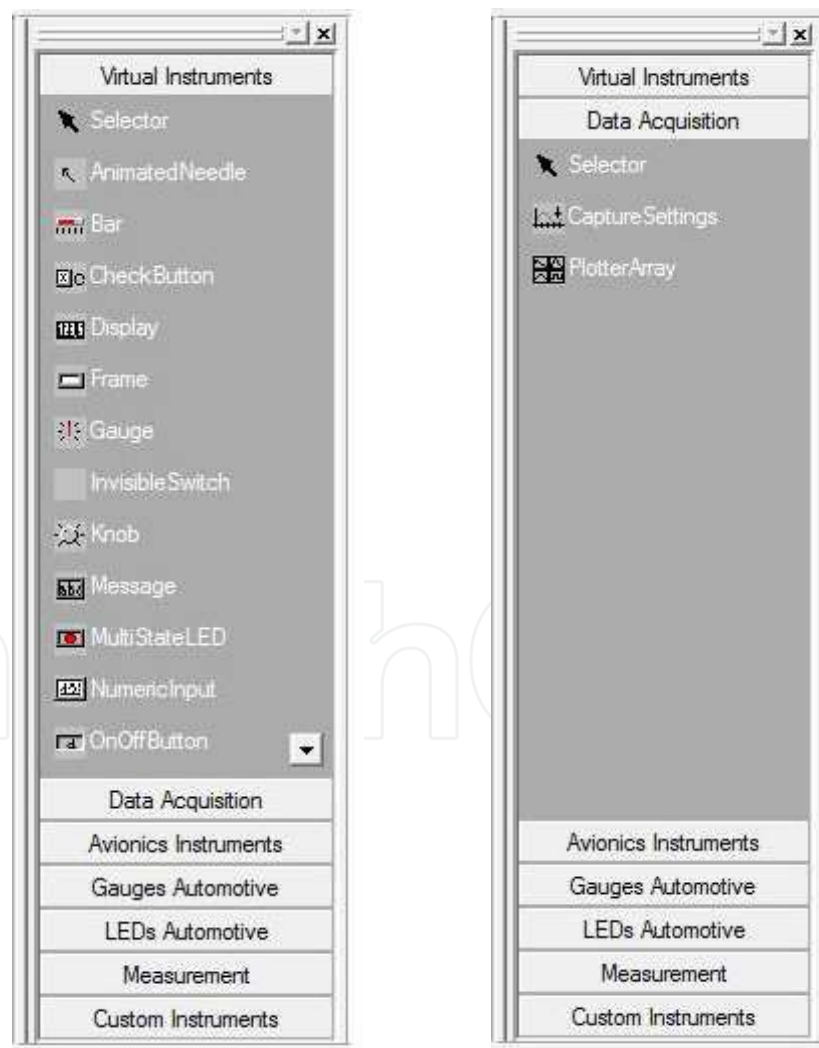 Virtual Instruments
Selector
AnimatedNeedle
Bar
CheckButton
Display
Frame
Gauge
InvisibleSwitch
Knob
Message
MultiStateLED
NumericInput
OnOffButton
Data Acquisition
Avionics Instruments
Gauges Automotive
LEDs Automotive
Measurement
Custom Instruments
Virtual Instruments
Data Acquisition
Selector
CaptureSettings
PlotterArray
Avionics Instruments
Gauges Automotive
LEDs Automotive
Measurement
Custom Instruments